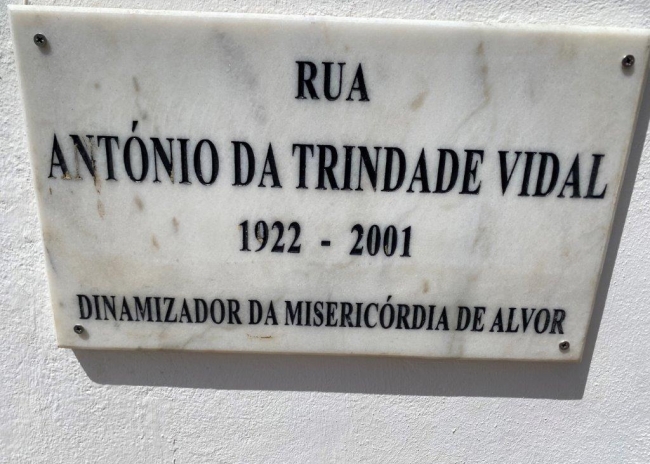 RUA
ANTÓNIO DA TRINDADE VIDAL
1922 - 2001
DINAMIZADOR DA MISERICÓRDIA DE ALVOR